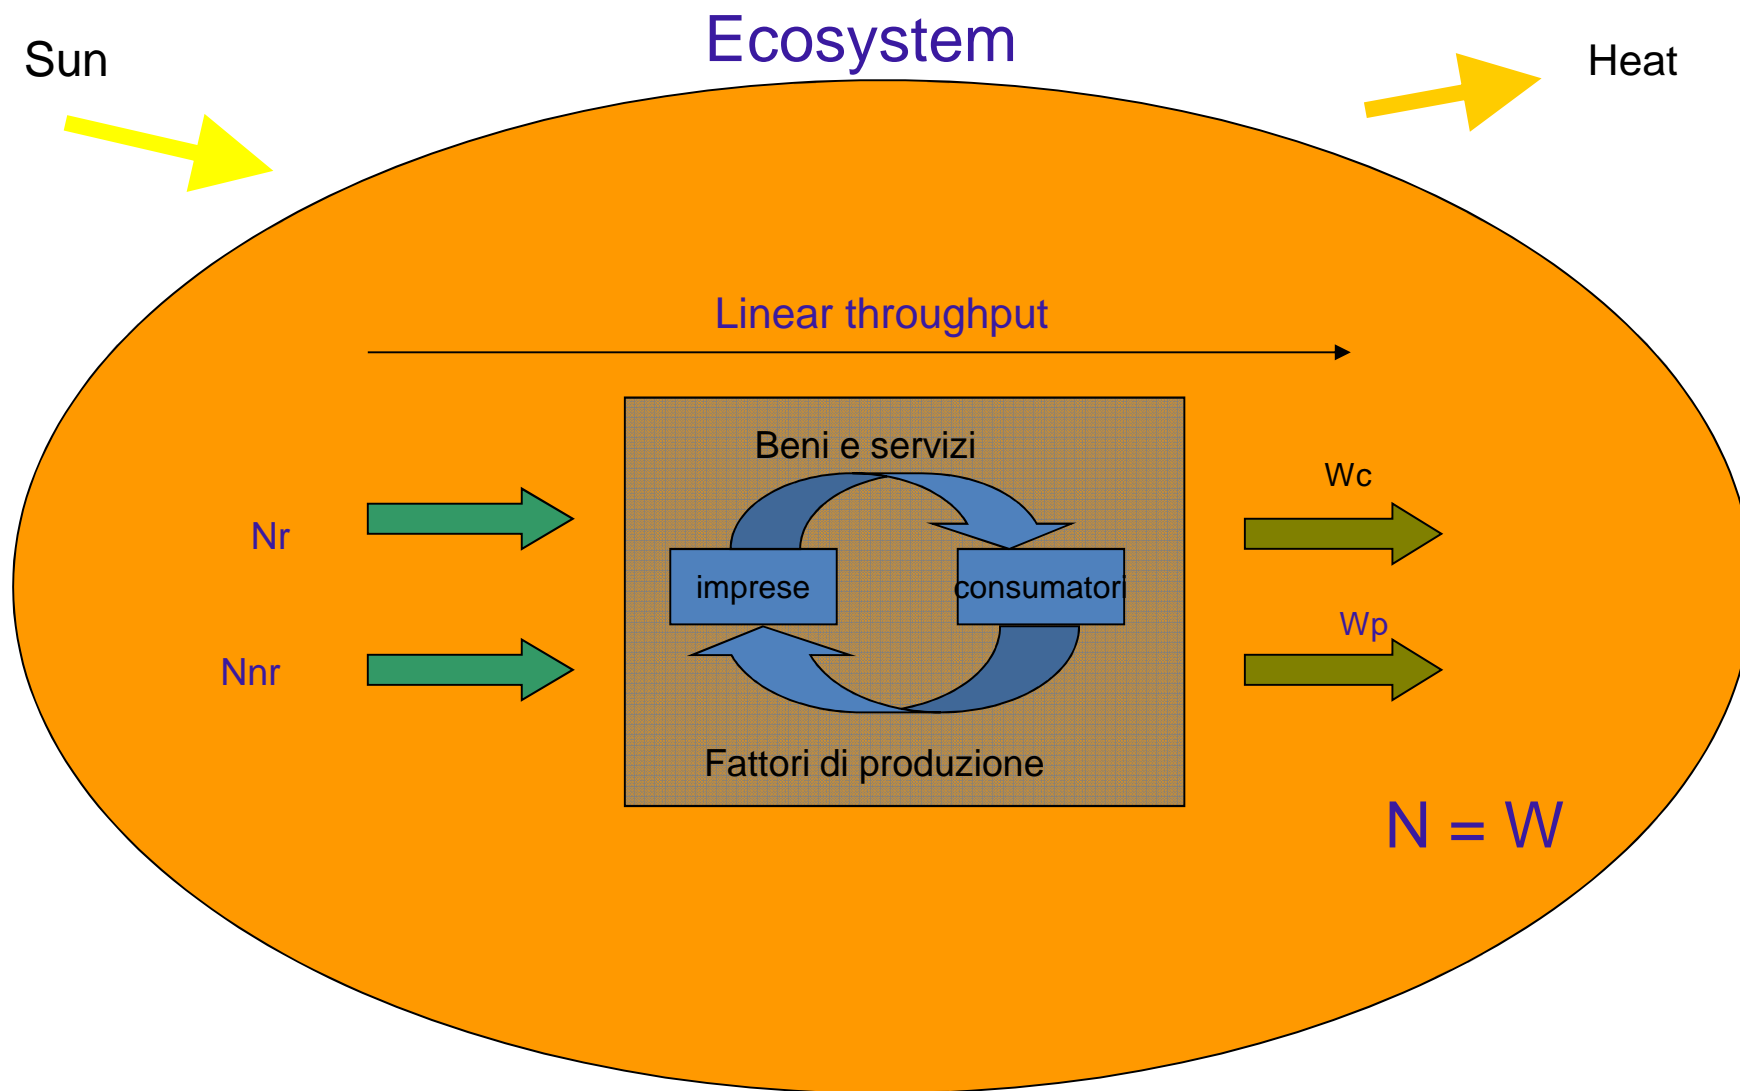 Ecosystem
Sun
Heat
Linear throughput
Beni e servizi
Wc
Nr
imprese
consumatori
Wp
Nnr
Fattori di produzione
N = W